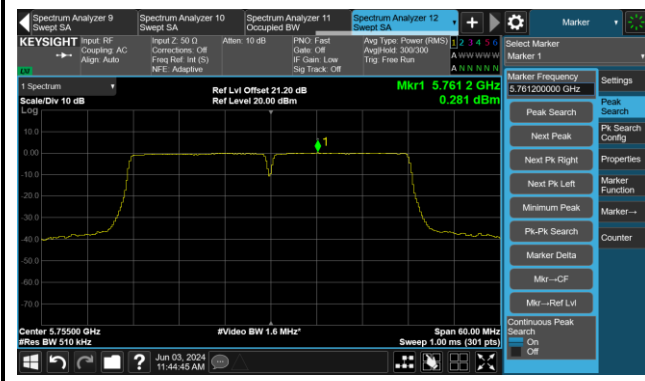 Spectrum Analyzer 9
Swept SA
Spectrum Analyzer 10
Swept SA
Spectrum Analyzer 11
Occupied BW
Spectrum Analyzer 12
Swept SA
Marker
KEYSIGHT
Input: RF
Coupling: AC
Align: Auto
Input Z: 50 Ω
Corrections: Off
Freq Ref: Int (S)
NFE: Adaptive
Atten: 10 dB
PNO: Fast
Gate: Off
IF Gain: Low
Sig Track: Off
Avg Type: Power (RMS)
Avg|Hold: 300/300
Trig: Free Run
1 2 3 4 5 6
A W W W W W
A N N N N N
Select Marker
Marker 1
1 Spectrum
Scale/Div 10 dB
Log
Ref Lvl Offset 21.20 dB
Ref Level 20.00 dBm
Mkr1 5.761 2 GHz
0.281 dBm
Marker Frequency
5.761200000 GHz
Peak Search
Next Peak
Next Pk Right
Next Pk Left
Minimum Peak
Pk-Pk Search
Marker Delta
Mkr→CF
Mkr→Ref Lvl
Continuous Peak
Search
On
Off
Settings
Peak
Search
Pk Search
Config
Properties
Marker
Function
Marker→
Counter
10.0
0.00
-10.0
-20.0
-30.0
-40.0
-50.0
-60.0
-70.0
1
Center 5.75500 GHz
#Res BW 510 kHz
#Video BW 1.6 MHz*
Span 60.00 MHz
Sweep 1.00 ms (301 pts)
?
Jun 03, 2024
11:44:45 AM